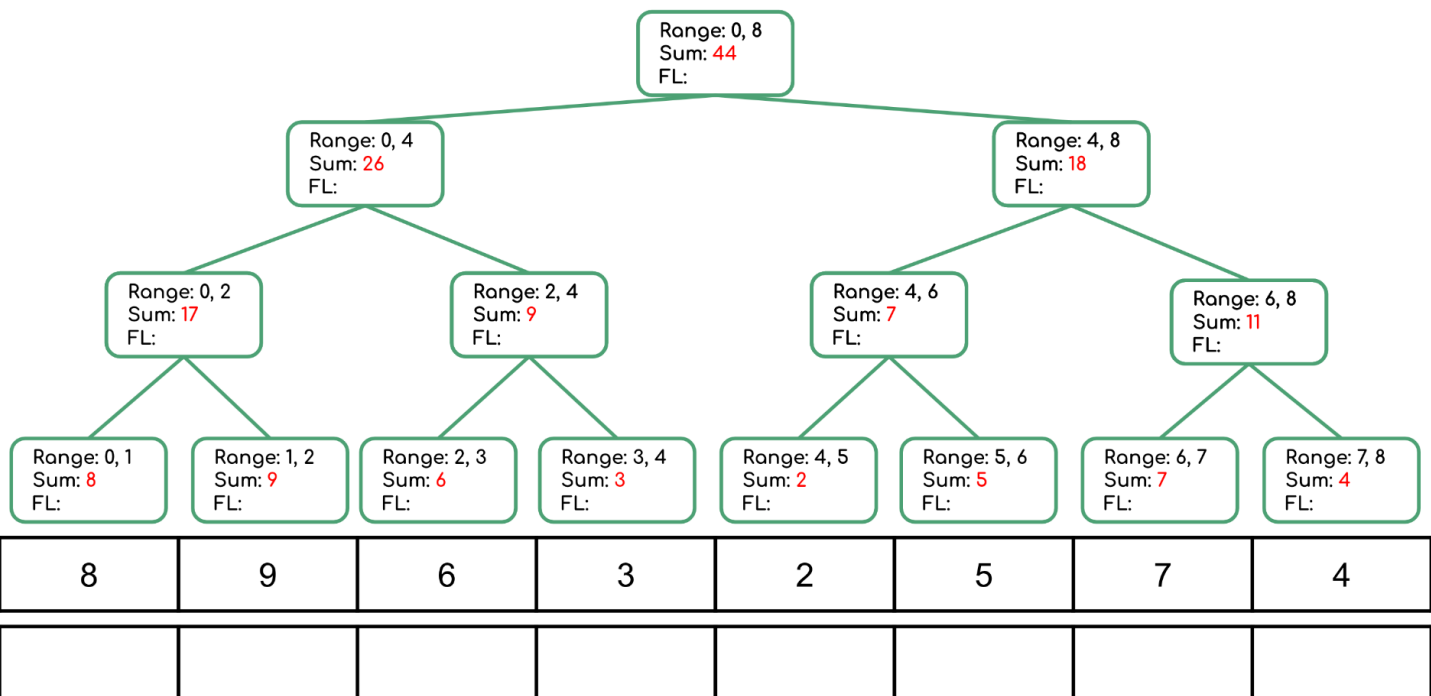 Range: 0, 8
Sum: 44
FL:
Range: 0, 4
Sum: 26
FL:
Range: 4, 8
Sum: 18
FL:
Range: 0, 2
Sum: 17
FL:
Range: 2, 4
Sum: 9
FL:
Range: 4, 6
Sum: 7
FL:
Range: 6, 8
Sum: 11
FL:
Range: 0, 1
Sum: 8
FL:
Range: 1, 2
Sum: 9
FL:
Range: 2, 3
Sum: 6
FL:
Range: 3, 4
Sum: 3
FL:
Range: 4, 5
Sum: 2
FL:
Range: 5, 6
Sum: 5
FL:
Range: 6, 7
Sum: 7
FL:
Range: 7, 8
Sum: 4
FL:
8 9 6 3 2 5 7 4